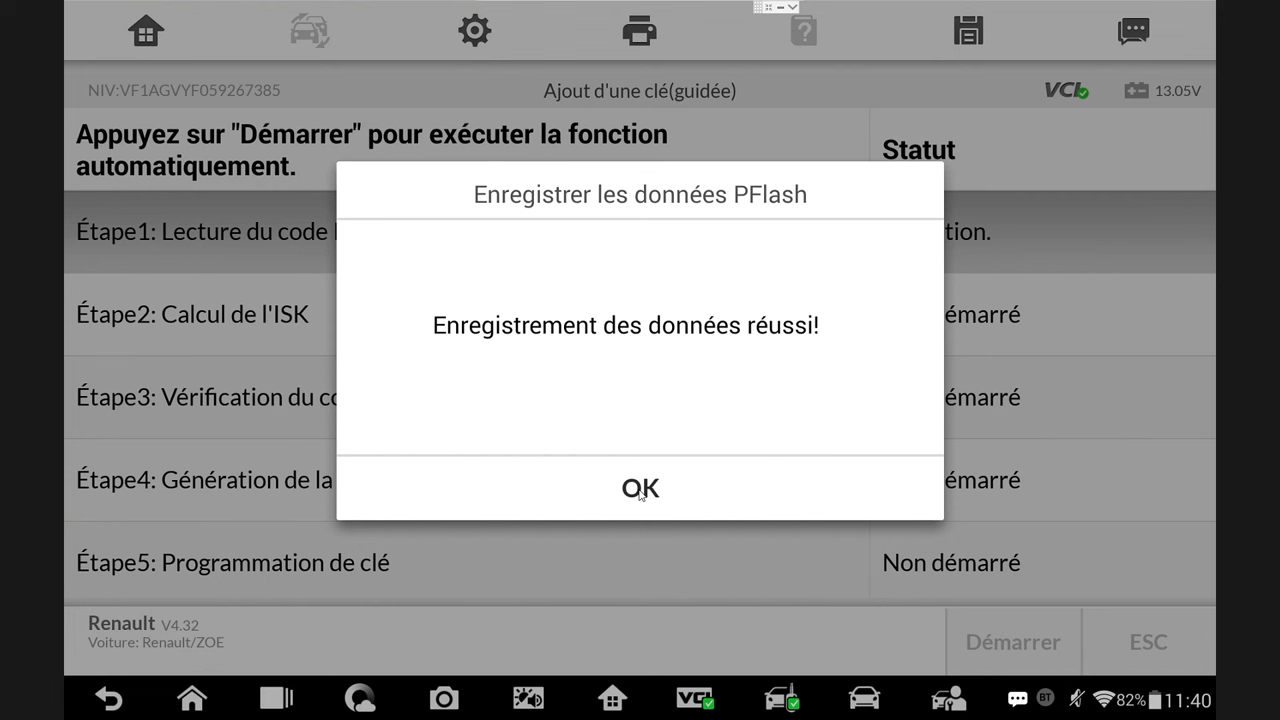 NIV:VF1AGVYF059267385
Ajout d'une clé(guidée)
VCI
13.05V
Appuyez sur "Démarrer" pour exécuter la fonction
automatiquement.
Statut
Enregistrer les données PFlash
Étape1: Lecture du code
tion.
Étape2: Calcul de l'ISK
émarré
Enregistrement des données réussi!
Étape3: Vérification du
émarré
Étape4: Génération de la
émarré
OK
Étape5: Programmation de clé
Non démarré
Renault V4.32
Voiture: Renault/ZOE
Démarrer
ESC
VCI
BT
82%
11:40